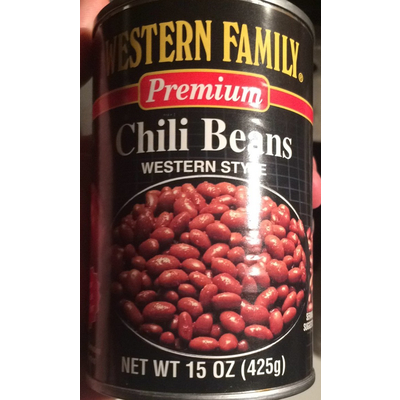 WESTERN FAMILY®
Premium
Chili Beans
WESTERN STYLE
NET WT 15 OZ (425g)